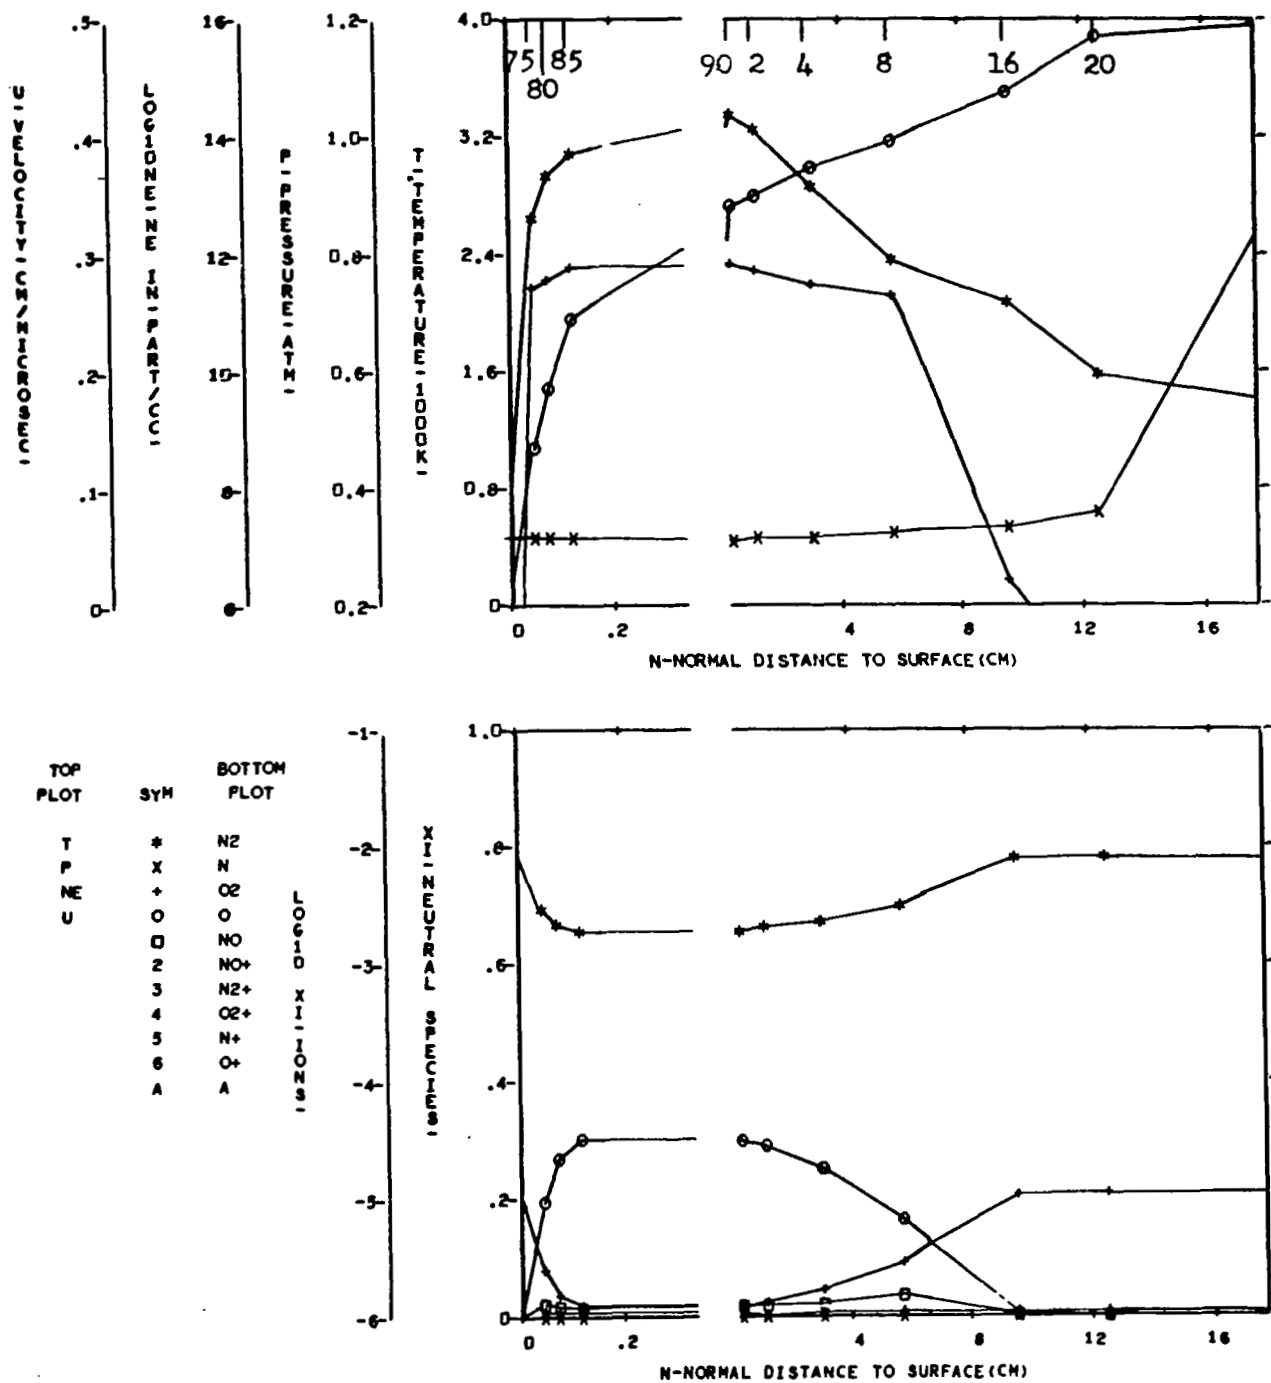 .5
16
1.2
4.0
75
85
80
90
2
4
8
16
20
.4
14
1.0
3.2
.3
12
0.8
2.4
.2
10
0.6
1.6
.1
8
0.4
0.8
0
6
0.2
0
U-VELOCITY-CM/MICROSEC-
LOG10NE-NE IN-PART/CC-
P-PRESSURE-ATM-
T-TEMPERATURE-1000K-
0 .2 4 8 12 16
N-NORMAL DISTANCE TO SURFACE(CM)
-1
1.0
-2
.8
-3
.6
-4
.4
-5
.2
-6
0
TOP BOTTOM
PLOT SYM PLOT
T * N2
P X N
NE + O2
U O O
□ NO
2 NO+
3 N2+
4 O2+
5 N+
6 O+
A A
LOG10 XI-IONS-
XI-NEUTRAL SPECIES-
0 .2 4 8 12 16
N-NORMAL DISTANCE TO SURFACE(CM)